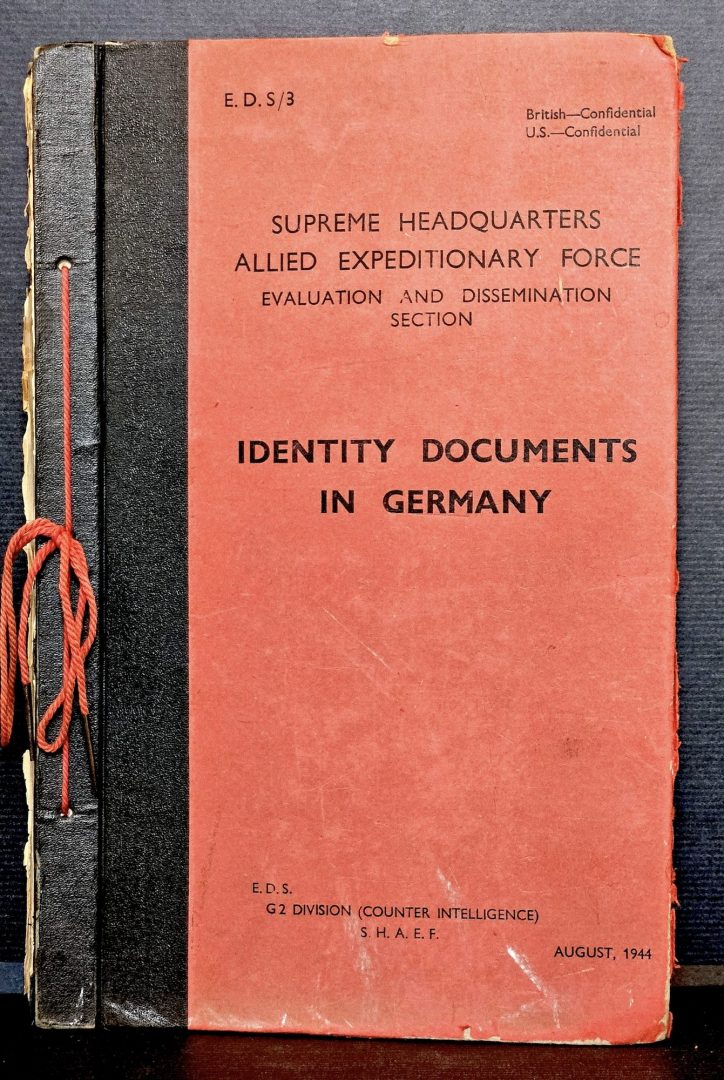 E. D. S/3
British—Confidential
U.S.—Confidential
SUPREME HEADQUARTERS
ALLIED EXPEDITIONARY FORCE
EVALUATION AND DISSEMINATION
SECTION
IDENTITY DOCUMENTS
IN GERMANY
E. D. S.
G 2 DIVISION (COUNTER INTELLIGENCE)
S. H. A. E. F.
AUGUST, 1944